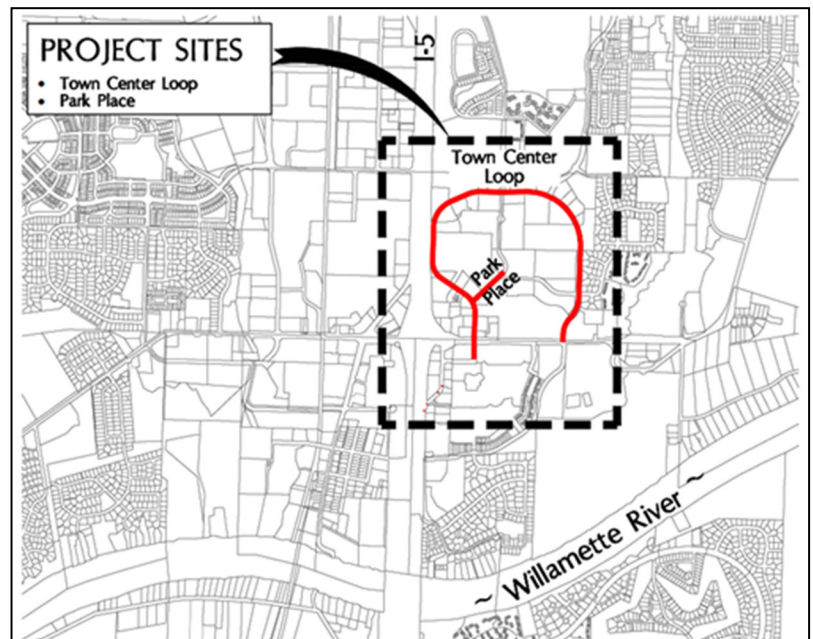 PROJECT SITES
• Town Center Loop
• Park Place
I-5
Town Center
Loop
Park
Place
~ Willamette River ~